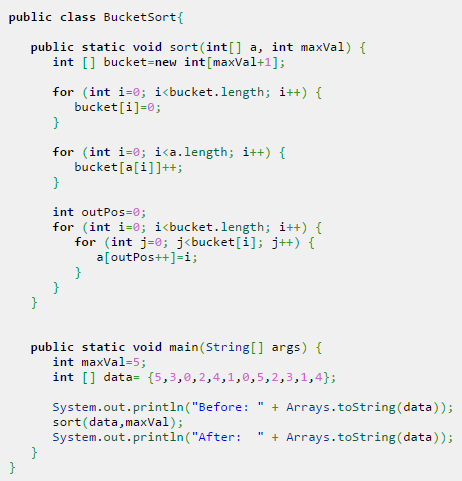 public class BucketSort{
public static void sort(int[] a, int maxVal) {
int [] bucket=new int[maxVal+1];
for (int i=0; i<bucket.length; i++) {
bucket[i]=0;
}
for (int i=0; i<a.length; i++) {
bucket[a[i]]++;
}
int outPos=0;
for (int i=0; i<bucket.length; i++) {
for (int j=0; j<bucket[i]; j++) {
a[outPos++]=i;
}
}
}
public static void main(String[] args) {
int maxVal=5;
int [] data= {5,3,0,2,4,1,0,5,2,3,1,4};
System.out.println("Before: " + Arrays.toString(data));
sort(data,maxVal);
System.out.println("After:  " + Arrays.toString(data));
}
}